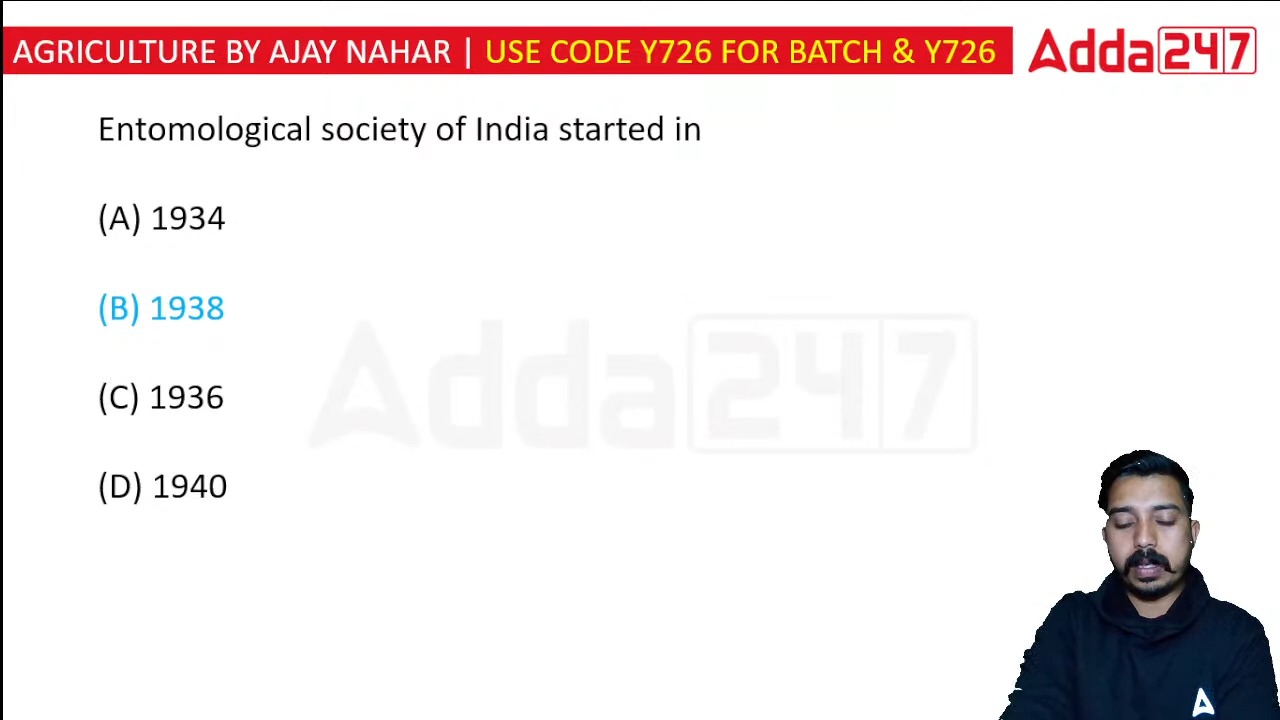 AGRICULTURE BY AJAY NAHAR | USE CODE Y726 FOR BATCH & Y726
Adda247
Entomological society of India started in
(A) 1934
(B) 1938
(C) 1936
(D) 1940
Adda247